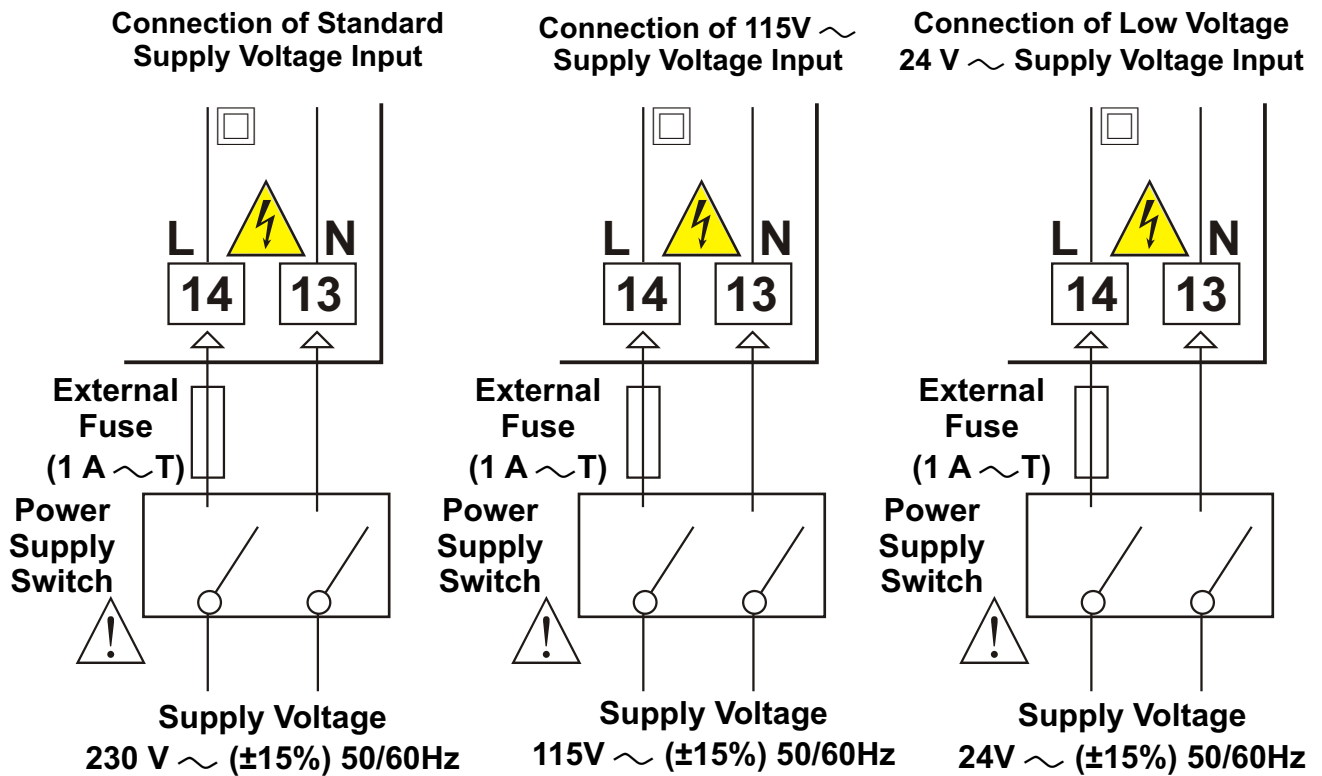 Connection of Standard
Supply Voltage Input
L
N
14
13
External
Fuse
(1 A ～T)
Power
Supply
Switch
!
Supply Voltage
230 V ～ (±15%) 50/60Hz
Connection of 115V ～
Supply Voltage Input
L
N
14
13
External
Fuse
(1 A ～T)
Power
Supply
Switch
!
Supply Voltage
115V ～ (±15%) 50/60Hz
Connection of Low Voltage
24 V ～ Supply Voltage Input
L
N
14
13
External
Fuse
(1 A ～T)
Power
Supply
Switch
!
Supply Voltage
24V ～ (±15%) 50/60Hz